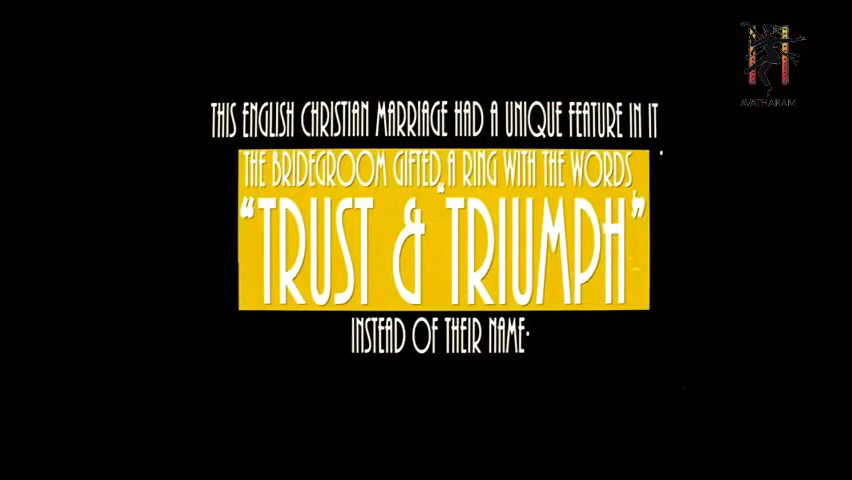 AVATHARAM
THIS ENGLISH CHRISTIAN MARRIAGE HAD A UNIQUE FEATURE IN IT
THE BRIDEGROOM GIFTED A RING WITH THE WORDS
“TRUST & “TRIUMPH”
INSTEAD OF THEIR NAME.